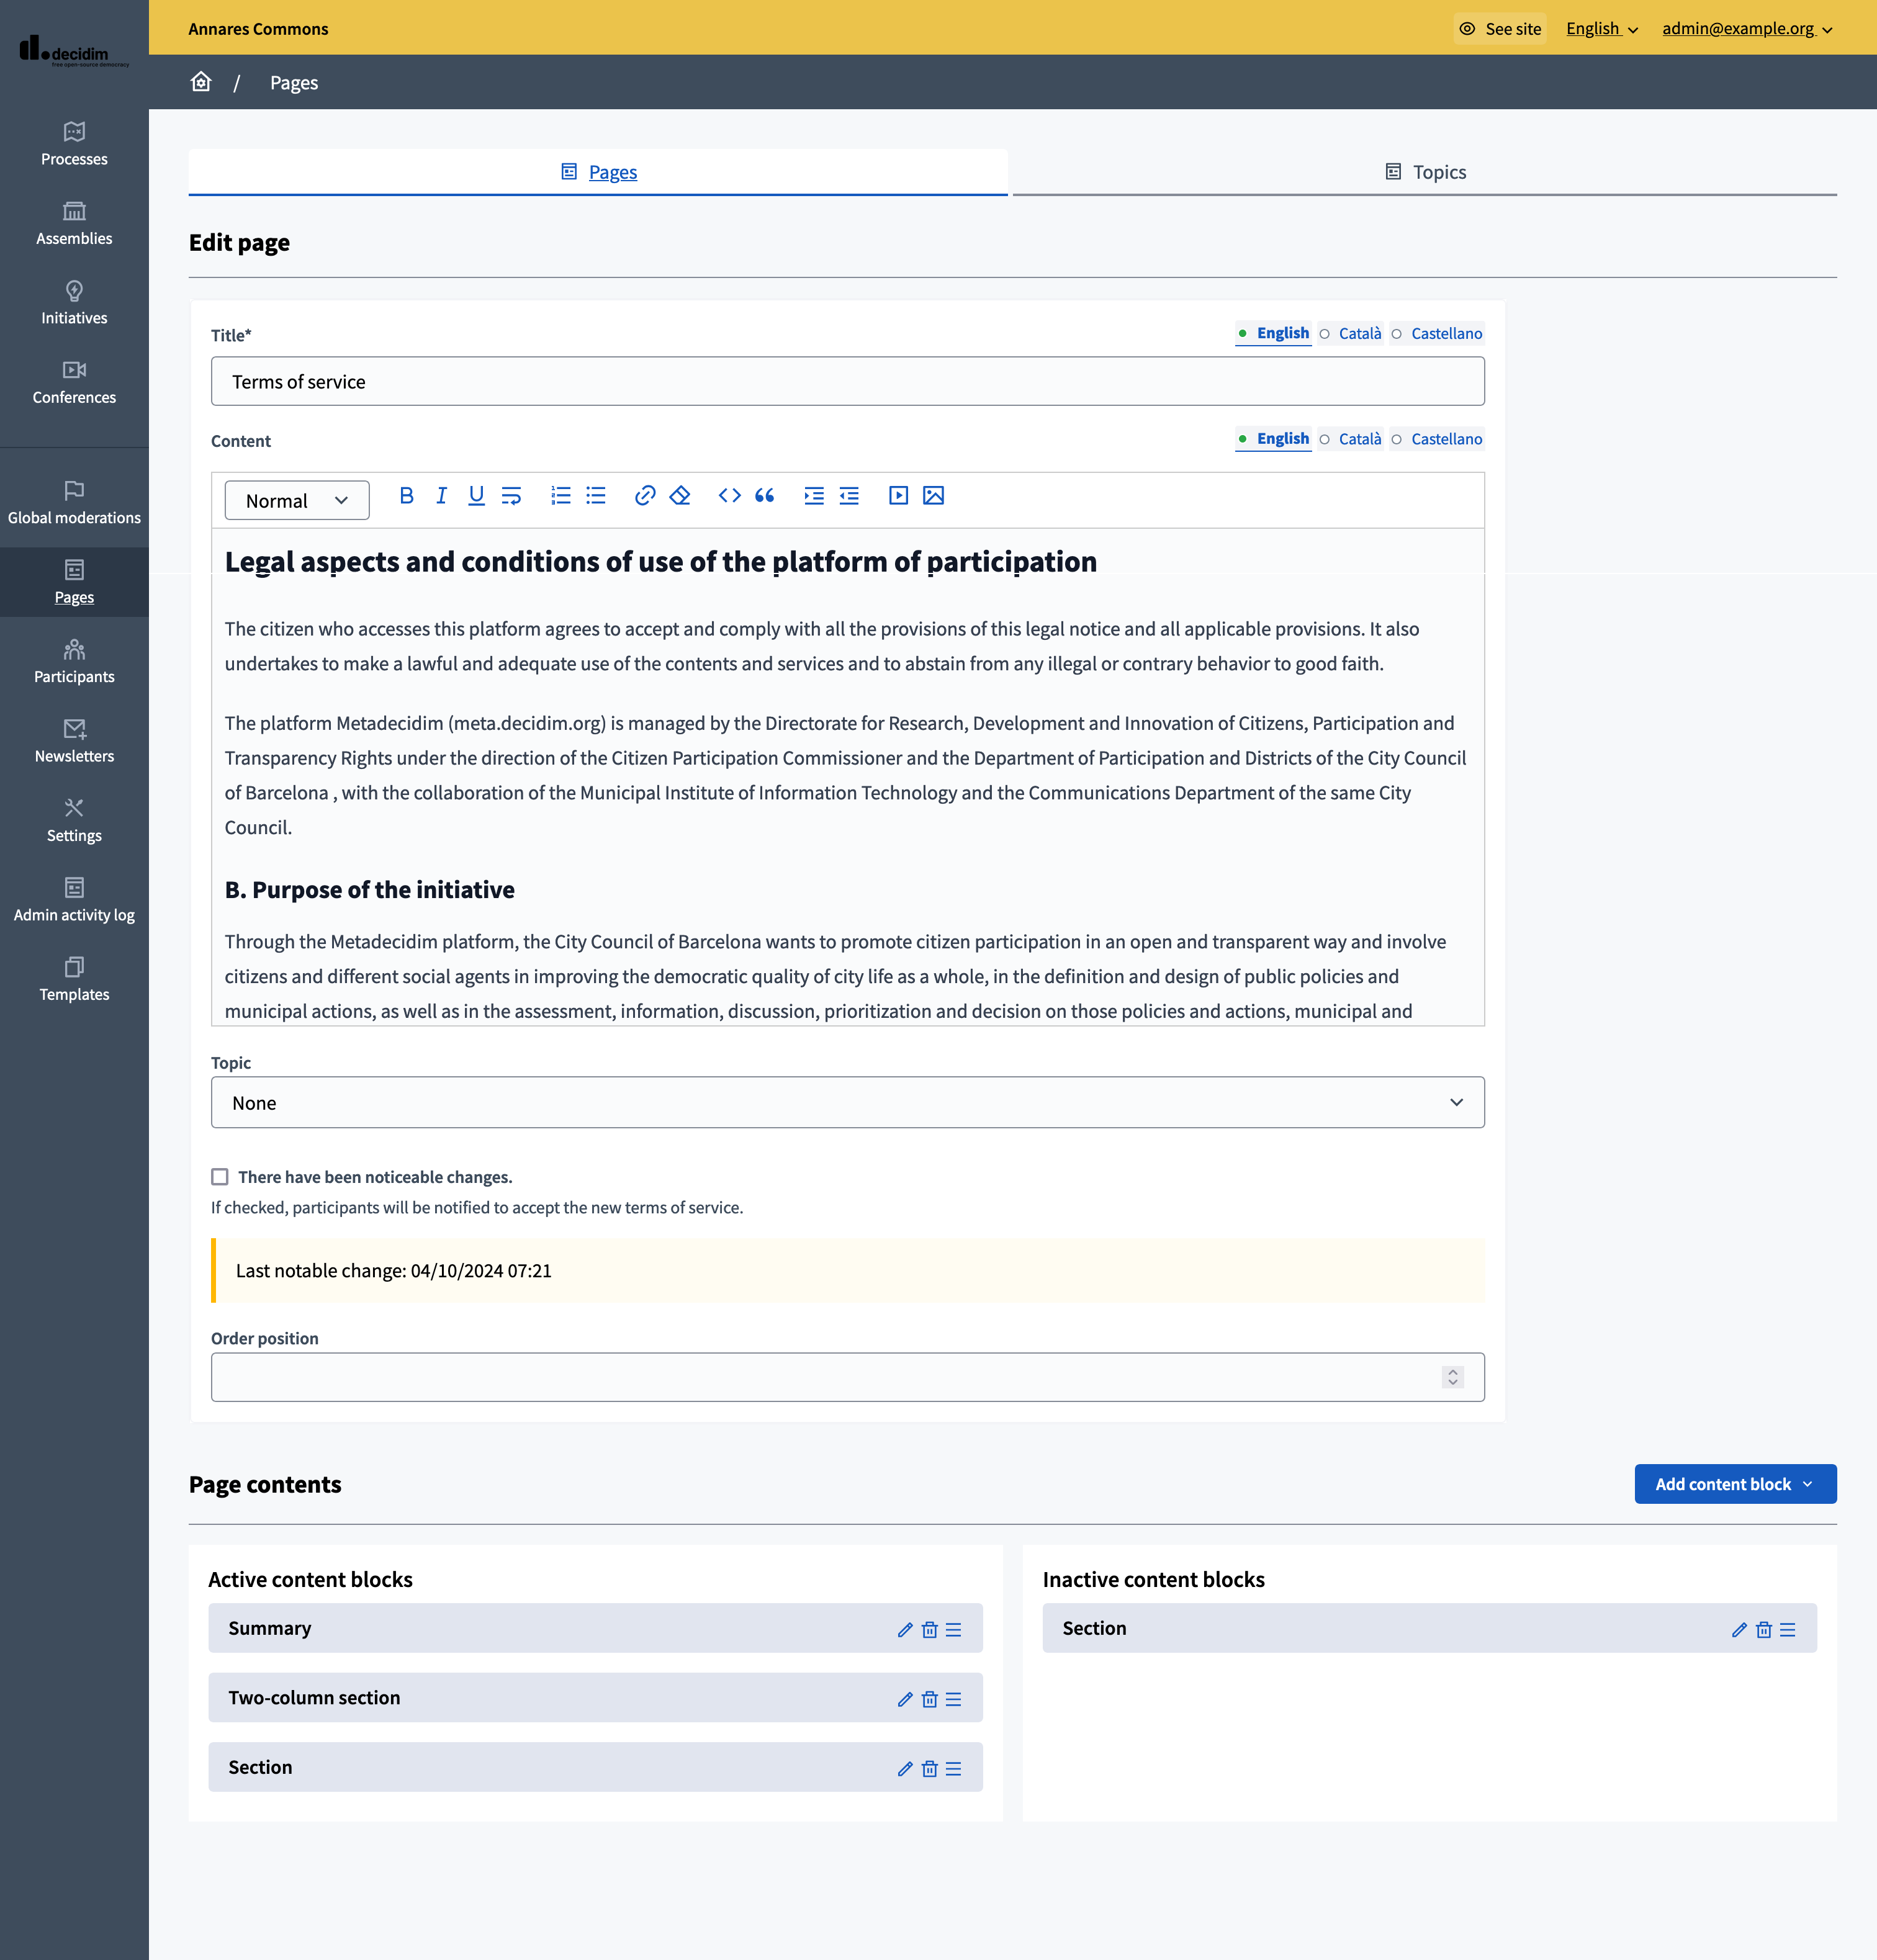 Annares Commons
See site
English
admin@example.org
decidim
free open-source democracy
/ Pages
Processes
Assemblies
Initiatives
Conferences
Global moderations
Pages
Participants
Newsletters
Settings
Admin activity log
Templates
Pages
Topics
Edit page
Title*
English Català Castellano
Terms of service
Content
English Català Castellano
Normal
Legal aspects and conditions of use of the platform of participation
The citizen who accesses this platform agrees to accept and comply with all the provisions of this legal notice and all applicable provisions. It also
undertakes to make a lawful and adequate use of the contents and services and to abstain from any illegal or contrary behavior to good faith.
The platform Metadecidim (meta.decidim.org) is managed by the Directorate for Research, Development and Innovation of Citizens, Participation and
Transparency Rights under the direction of the Citizen Participation Commissioner and the Department of Participation and Districts of the City Council
of Barcelona , with the collaboration of the Municipal Institute of Information Technology and the Communications Department of the same City
Council.
B. Purpose of the initiative
Through the Metadecidim platform, the City Council of Barcelona wants to promote citizen participation in an open and transparent way and involve
citizens and different social agents in improving the democratic quality of city life as a whole, in the definition and design of public policies and
municipal actions, as well as in the assessment, information, discussion, prioritization and decision on those policies and actions, municipal and
Topic
None
There have been noticeable changes.
If checked, participants will be notified to accept the new terms of service.
Last notable change: 04/10/2024 07:21
Order position
Page contents
Add content block
Active content blocks
Summary
Two-column section
Section
Inactive content blocks
Section